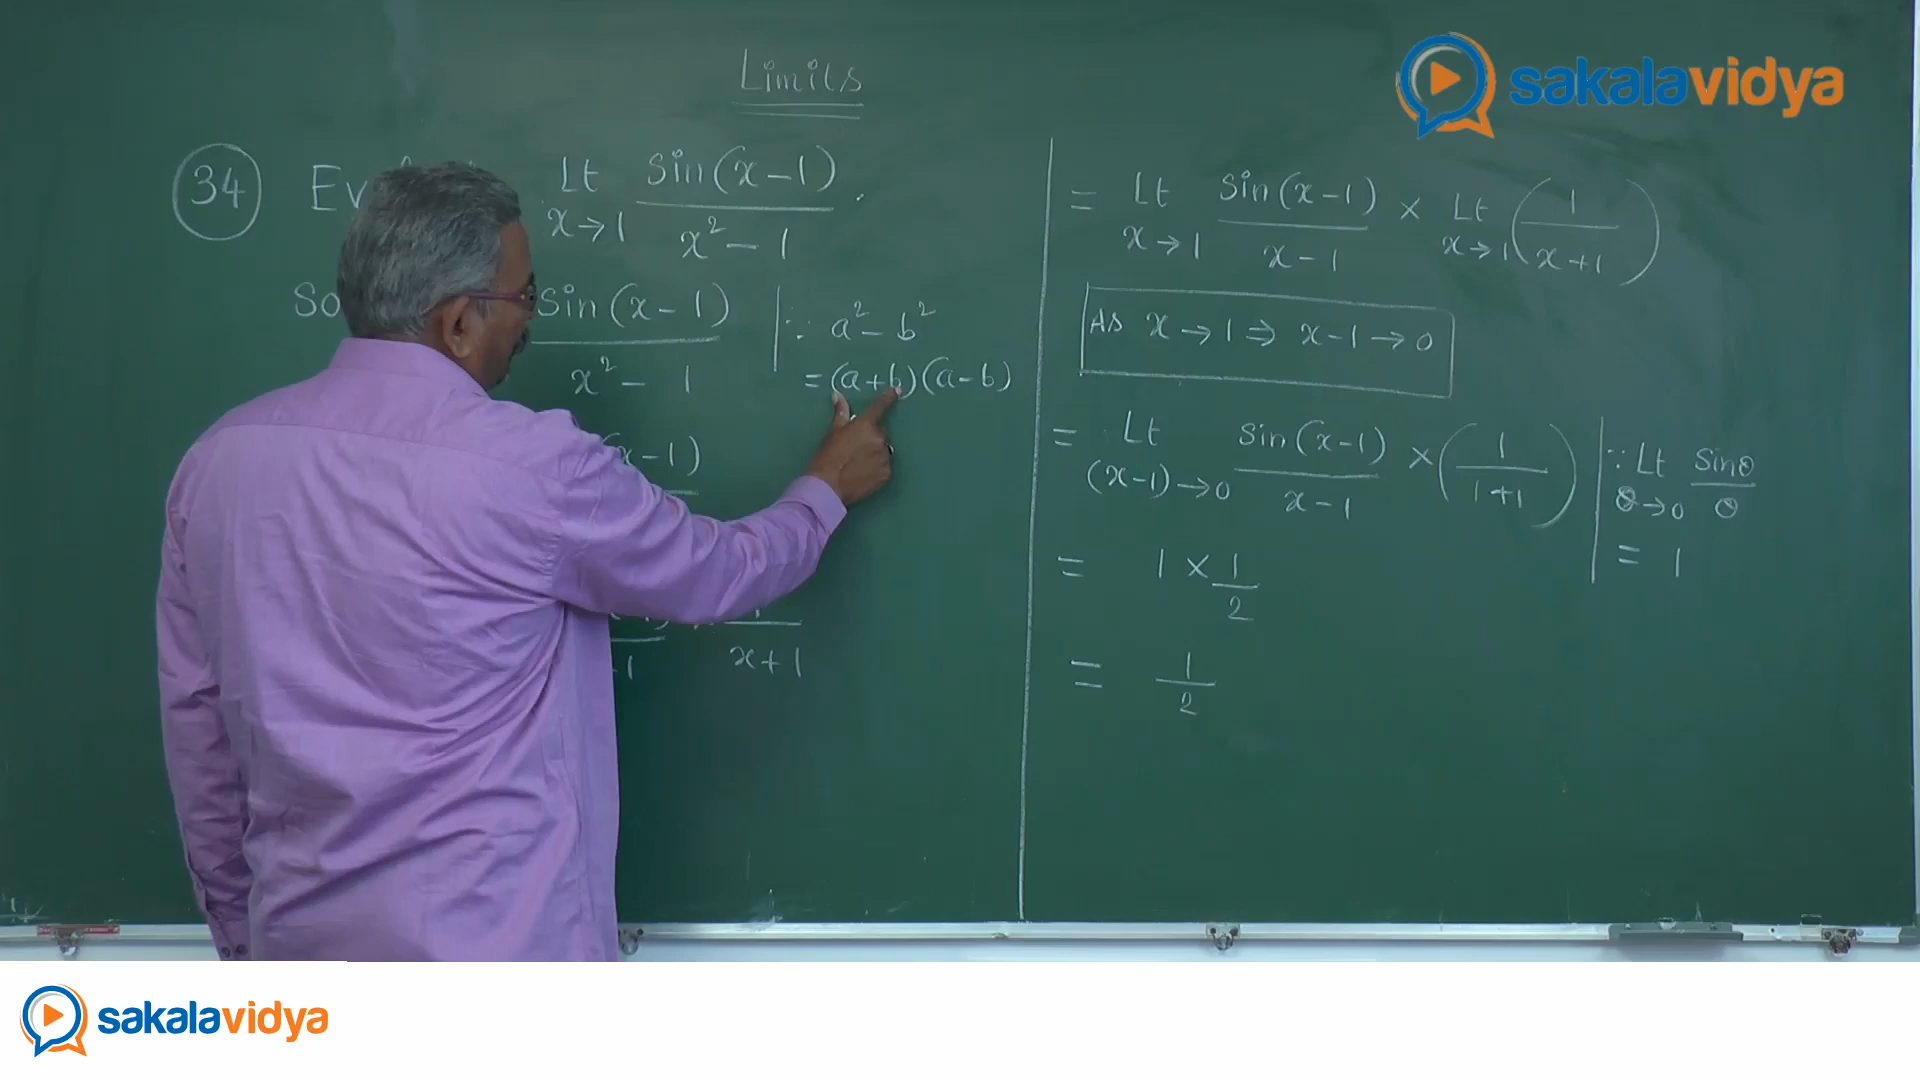 Limits
sakalavidya
34 Lt x→1 sin(x-1) / x² - 1 .
sin(x-1) / x² - 1
∵ a² - b²
= (a+b)(a-b)
x-1)
1 / x+1
= Lt x→1 sin(x-1) / x-1 × Lt x→1 (1 / x+1)
As x→1 ⇒ x-1→0
= Lt (x-1)→0 sin(x-1) / x-1 × (1 / 1+1)
∵ Lt θ→0 sinθ / θ
= 1
= 1 × 1/2
= 1/2
sakalavidya